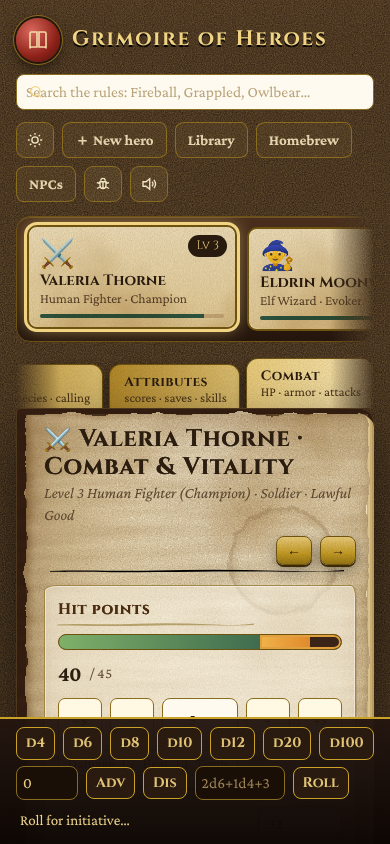 Grimoire of Heroes
Search the rules: Fireball, Grappled, Owlbear...
+ New hero
Library
Homebrew
NPCs
Lv 3
Valeria Thorne
Human Fighter · Champion
Eldrin Moon
Elf Wizard · Evoker
· calling
Attributes
scores · saves · skills
Combat
HP · armor · attacks
Valeria Thorne ·
Combat & Vitality
Level 3 Human Fighter (Champion) · Soldier · Lawful
Good
← →
Hit points
40 / 45
D4 D6 D8 D10 D12 D20 D100
0 Adv Dis 2d6+1d4+3 Roll
Roll for initiative...